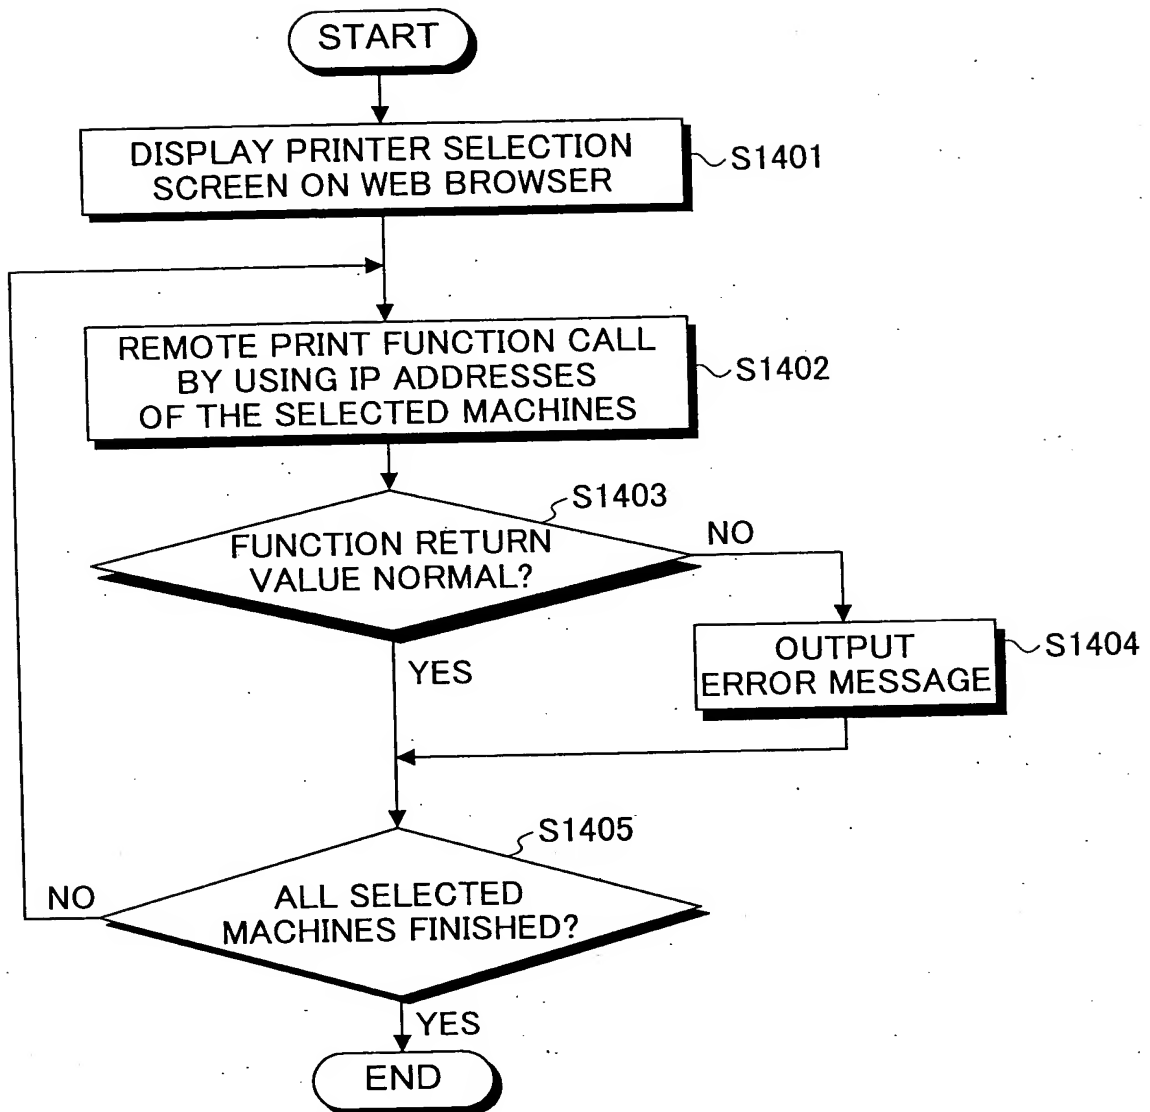 START
DISPLAY PRINTER SELECTION
SCREEN ON WEB BROWSER
S1401
REMOTE PRINT FUNCTION CALL
BY USING IP ADDRESSES
OF THE SELECTED MACHINES
S1402
S1403
FUNCTION RETURN
VALUE NORMAL?
NO
YES
OUTPUT
ERROR MESSAGE
S1404
S1405
ALL SELECTED
MACHINES FINISHED?
NO
YES
END